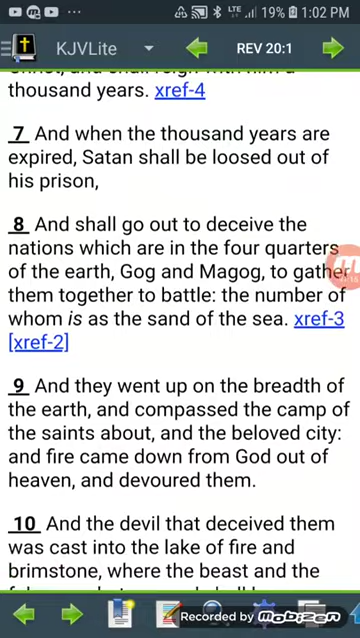 LTE 19% 1:02 PM
KJVLite REV 20:1
thousand years. xref-4
7 And when the thousand years are
expired, Satan shall be loosed out of
his prison,
8 And shall go out to deceive the
nations which are in the four quarters
of the earth, Gog and Magog, to gather
them together to battle: the number of
whom is as the sand of the sea. xref-3
[xref-2]
9 And they went up on the breadth of
the earth, and compassed the camp of
the saints about, and the beloved city:
and fire came down from God out of
heaven, and devoured them.
10 And the devil that deceived them
was cast into the lake of fire and
brimstone, where the beast and the
Recorded by Mobizen